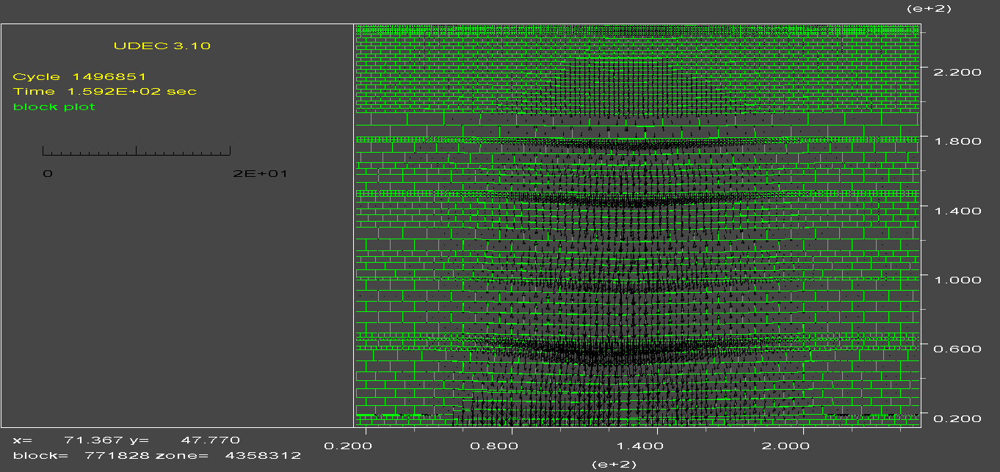 (e+2)
UDEC 3.10
Cycle 1496851
Time 1.592E+02 sec
block plot
0 2E+01
2.200
1.800
1.400
1.000
0.600
0.200
x= 71.367 y= 47.770
block= 771828 zone= 4358312
0.200 0.800 1.400 2.000
(e+2)